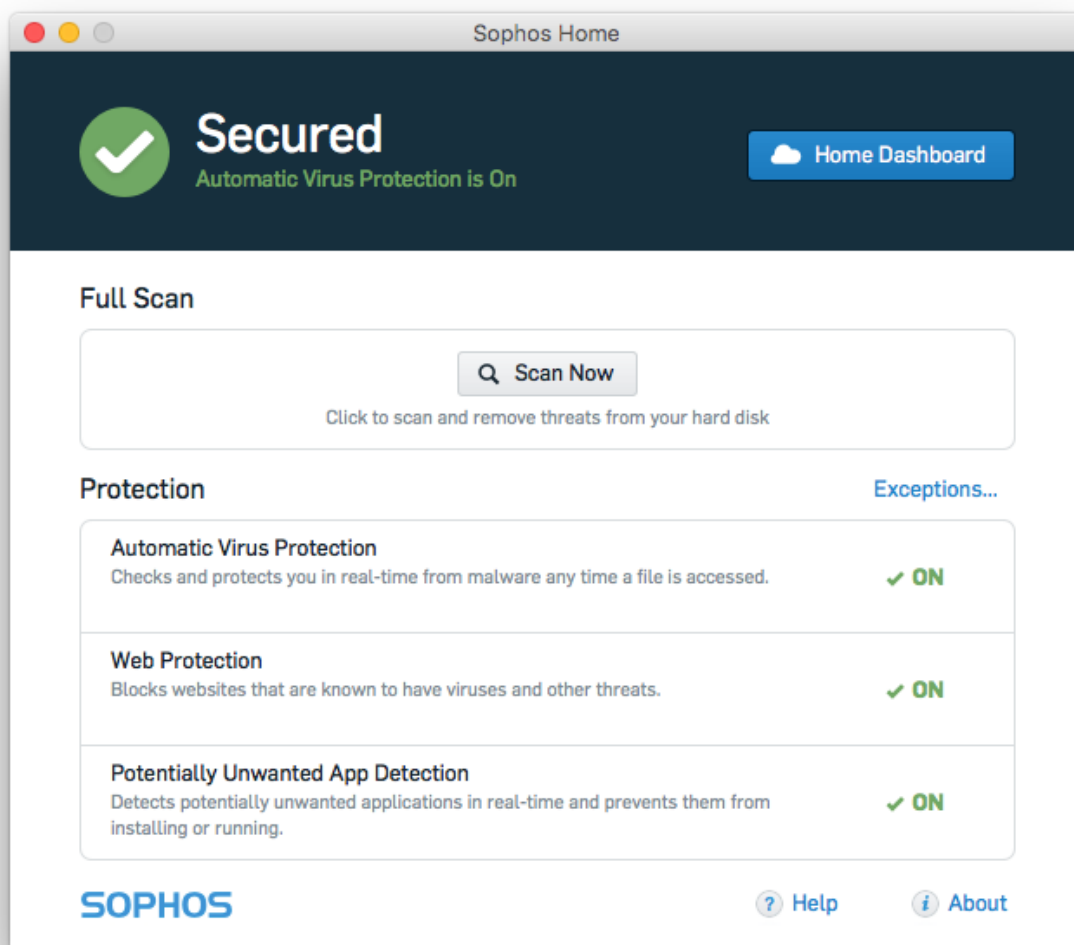 Sophos Home
Secured
Automatic Virus Protection is On
Home Dashboard
Full Scan
Scan Now
Click to scan and remove threats from your hard disk
Protection
Exceptions...
Automatic Virus Protection
Checks and protects you in real-time from malware any time a file is accessed.
ON
Web Protection
Blocks websites that are known to have viruses and other threats.
ON
Potentially Unwanted App Detection
Detects potentially unwanted applications in real-time and prevents them from
installing or running.
ON
SOPHOS
? Help
i About